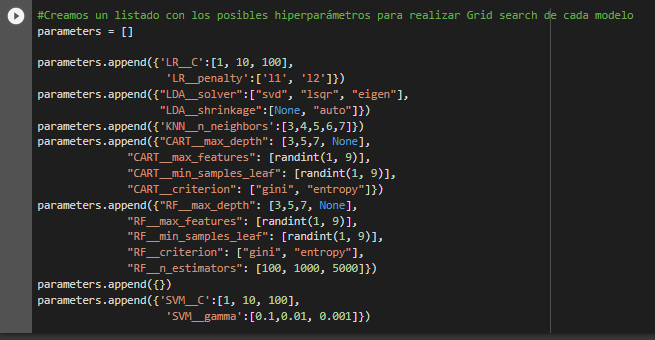 #Creamos un listado con los posibles hiperparámetros para realizar Grid search de cada modelo
parameters = []
parameters.append({'LR__C':[1, 10, 100],
'LR__penalty':['l1', 'l2']})
parameters.append({"LDA__solver":["svd", "lsqr", "eigen"],
"LDA__shrinkage":[None, "auto"]})
parameters.append({'KNN__n_neighbors':[3,4,5,6,7]})
parameters.append({"CART__max_depth": [3,5,7, None],
"CART__max_features": [randint(1, 9)],
"CART__min_samples_leaf": [randint(1, 9)],
"CART__criterion": ["gini", "entropy"]})
parameters.append({"RF__max_depth": [3,5,7, None],
"RF__max_features": [randint(1, 9)],
"RF__min_samples_leaf": [randint(1, 9)],
"RF__criterion": ["gini", "entropy"],
"RF__n_estimators": [100, 1000, 5000]})
parameters.append({})
parameters.append({'SVM__C':[1, 10, 100],
'SVM__gamma':[0.1,0.01, 0.001]})